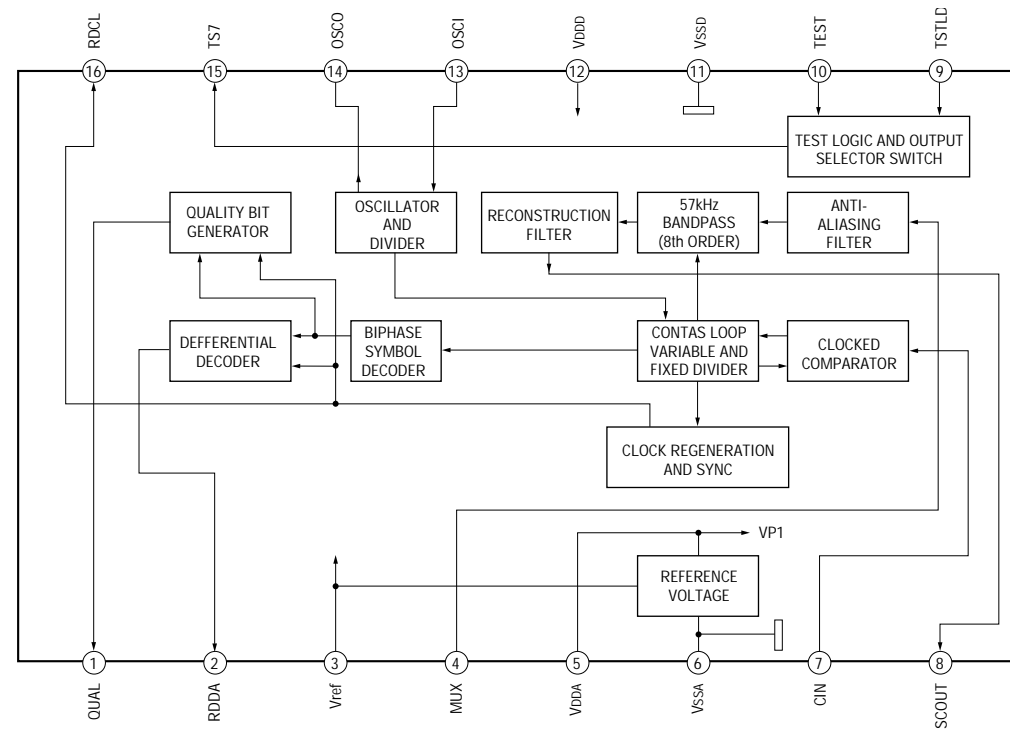 RDCL
TS7
OSCO
OSCI
VDDD
VSSD
TEST
TSTLD
16
15
14
13
12
11
10
9
TEST LOGIC AND OUTPUT
SELECTOR SWITCH
QUALITY BIT
GENERATOR
OSCILLATOR
AND
DIVIDER
RECONSTRUCTION
FILTER
57kHz
BANDPASS
(8th ORDER)
ANTI-
ALIASING
FILTER
DEFFERENTIAL
DECODER
BIPHASE
SYMBOL
DECODER
CONTAS LOOP
VARIABLE AND
FIXED DIVIDER
CLOCKED
COMPARATOR
CLOCK REGENERATION
AND SYNC
VP1
REFERENCE
VOLTAGE
1
2
3
4
5
6
7
8
QUAL
RDDA
Vref
MUX
VDDA
VSSA
CIN
SCOUT